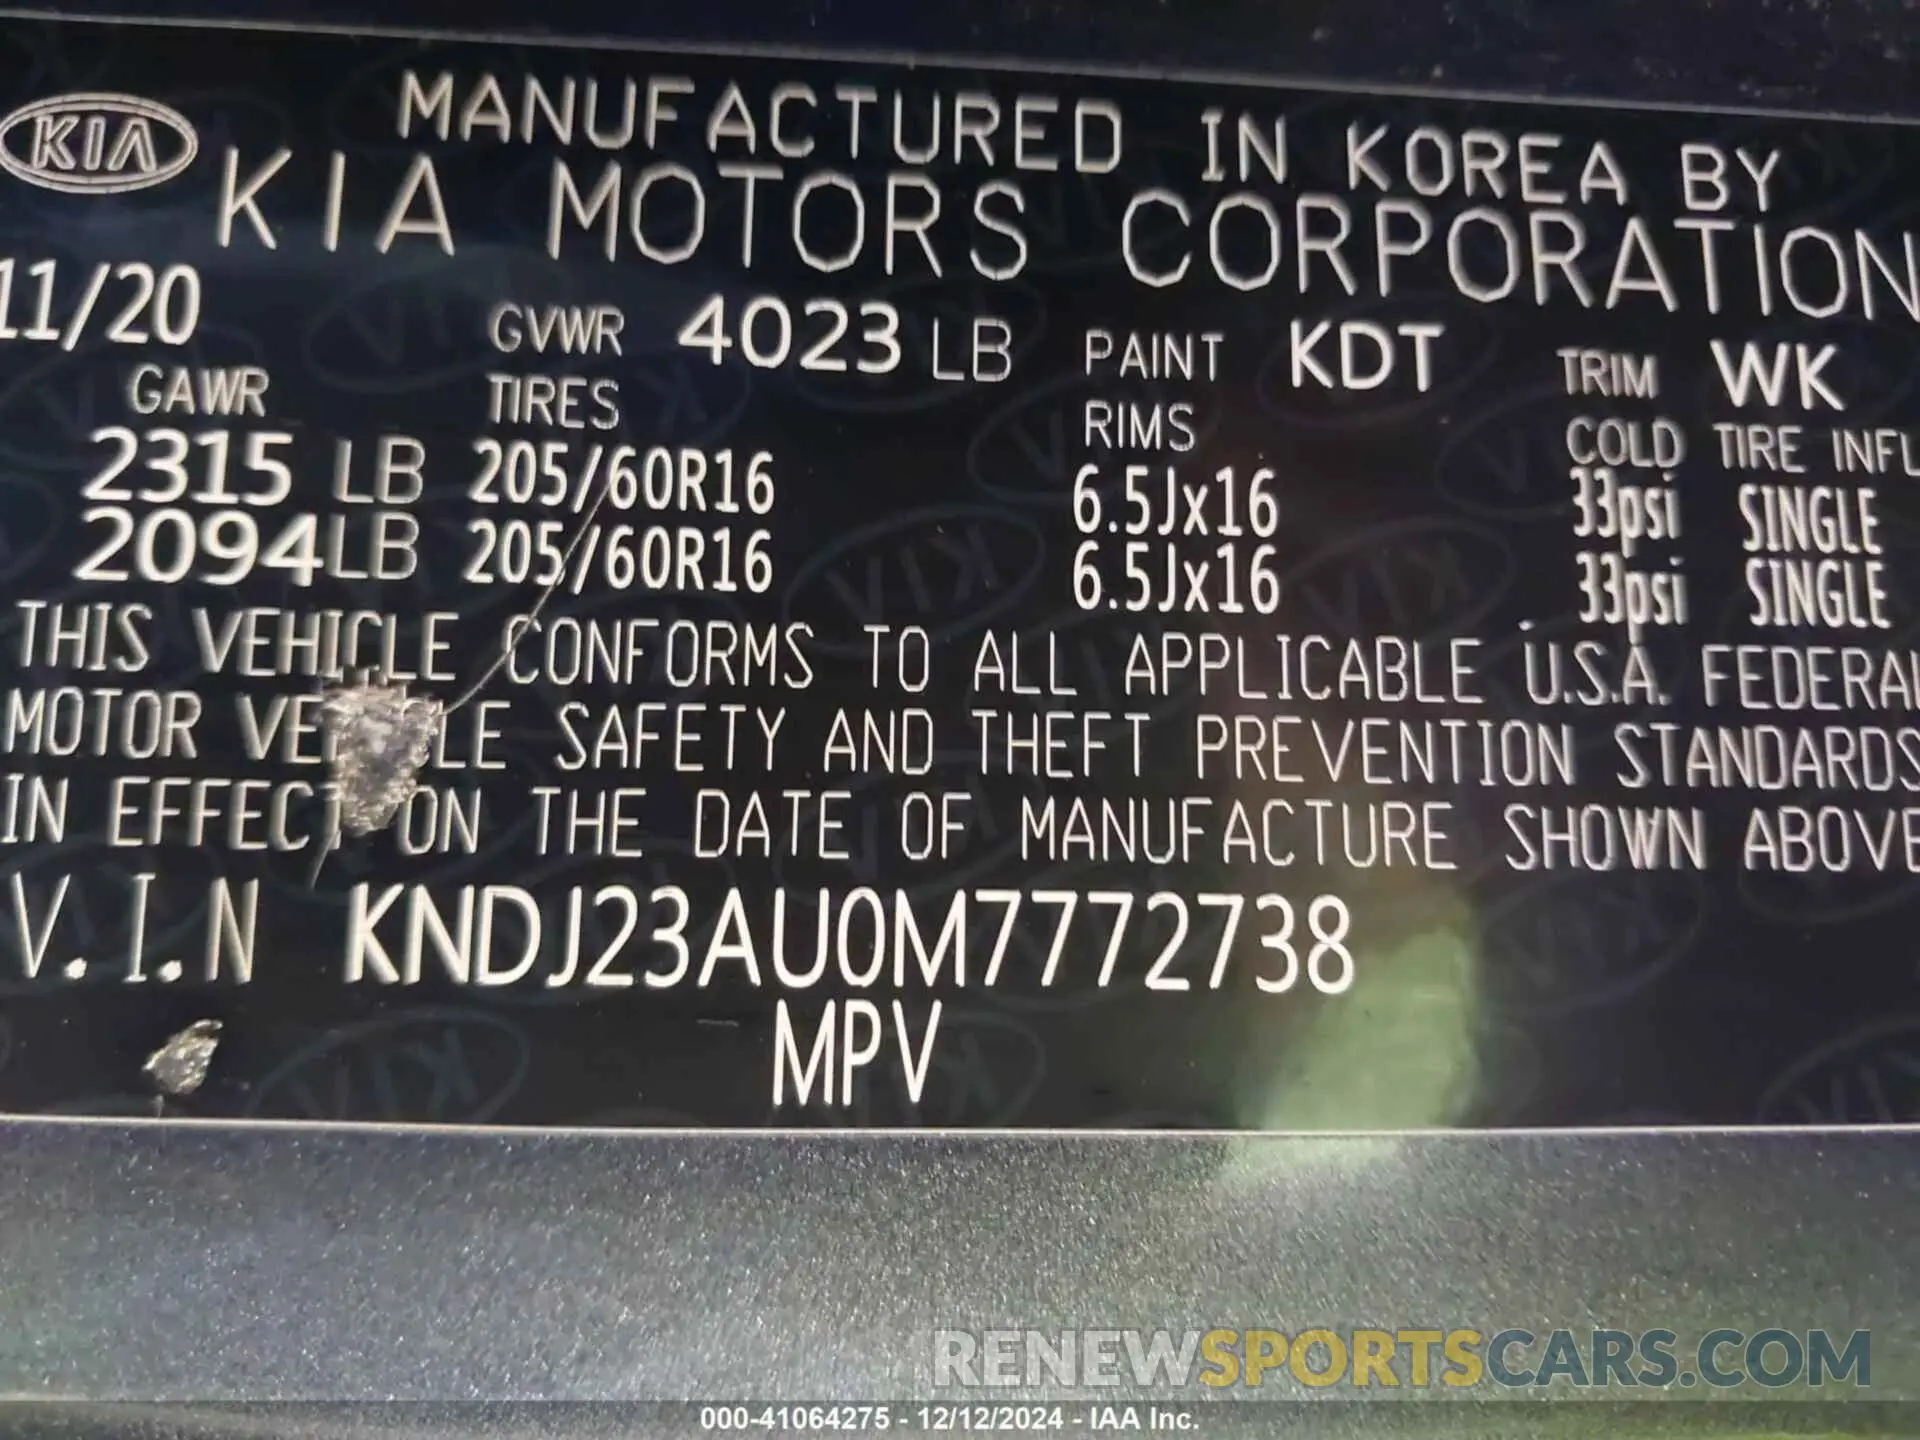 KIA
MANUFACTURED IN KOREA BY
KIA MOTORS CORPORATION
11/20 GVWR 4023 LB PAINT KDT TRIM WK
GAWR TIRES RIMS COLD TIRE INFL
2315 LB 205/60R16 6.5Jx16 33psi SINGLE
2094 LB 205/60R16 6.5Jx16 33psi SINGLE
THIS VEHICLE CONFORMS TO ALL APPLICABLE U.S.A. FEDERAL
MOTOR VEHICLE SAFETY AND THEFT PREVENTION STANDARDS
IN EFFECT ON THE DATE OF MANUFACTURE SHOWN ABOVE
V.I.N KNDJ23AU0M7772738
MPV
RENEWSPORTSCARS.COM
000-41064275 - 12/12/2024 - IAA Inc.